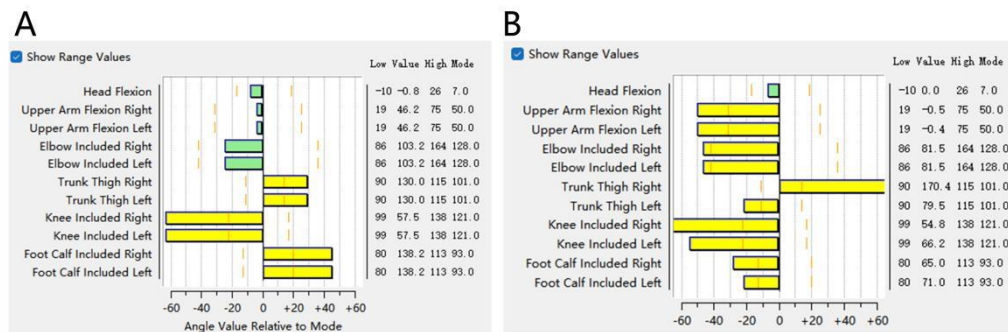 A
Show Range Values
Low Value High Mode
Head Flexion -10 -0.8 26 7.0
Upper Arm Flexion Right 19 46.2 75 50.0
Upper Arm Flexion Left 19 46.2 75 50.0
Elbow Included Right 86 103.2 164 128.0
Elbow Included Left 86 103.2 164 128.0
Trunk Thigh Right 90 130.0 115 101.0
Trunk Thigh Left 90 130.0 115 101.0
Knee Included Right 99 57.5 138 121.0
Knee Included Left 99 57.5 138 121.0
Foot Calf Included Right 80 138.2 113 93.0
Foot Calf Included Left 80 138.2 113 93.0
-60 -40 -20 0 +20 +40 +60
Angle Value Relative to Mode
B
Show Range Values
Low Value High Mode
Head Flexion -10 0.0 26 7.0
Upper Arm Flexion Right 19 -0.5 75 50.0
Upper Arm Flexion Left 19 -0.4 75 50.0
Elbow Included Right 86 81.5 164 128.0
Elbow Included Left 86 81.5 164 128.0
Trunk Thigh Right 90 170.4 115 101.0
Trunk Thigh Left 90 79.5 115 101.0
Knee Included Right 99 54.8 138 121.0
Knee Included Left 99 66.2 138 121.0
Foot Calf Included Right 80 65.0 113 93.0
Foot Calf Included Left 80 71.0 113 93.0
-60 -40 -20 0 +20 +40 +60